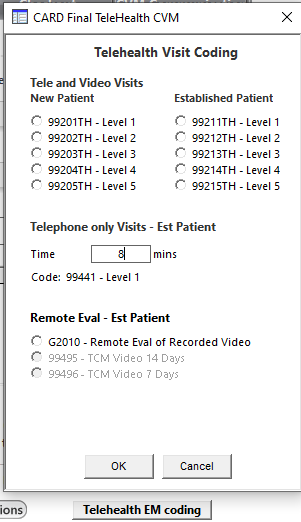 CARD Final TeleHealth CVM
Telehealth Visit Coding
Tele and Video Visits
New Patient
Established Patient
99201TH - Level 1
99211TH - Level 1
99202TH - Level 2
99212TH - Level 2
99203TH - Level 3
99213TH - Level 3
99204TH - Level 4
99214TH - Level 4
99205TH - Level 5
99215TH - Level 5
Telephone only Visits - Est Patient
Time 8 mins
Code: 99441 - Level 1
Remote Eval - Est Patient
G2010 - Remote Eval of Recorded Video
99495 - TCM Video 14 Days
99496 - TCM Video 7 Days
OK Cancel
ions
Telehealth EM coding